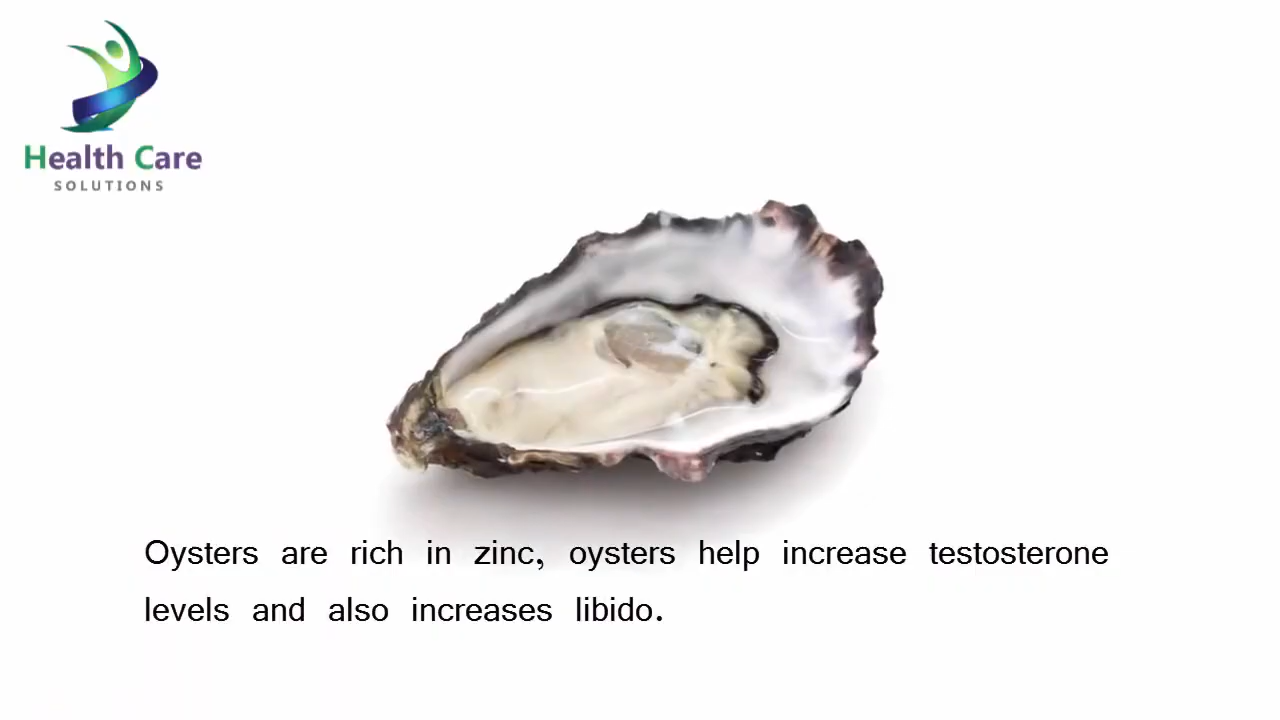 Health Care
SOLUTIONS
Oysters are rich in zinc, oysters help increase testosterone
levels and also increases libido.